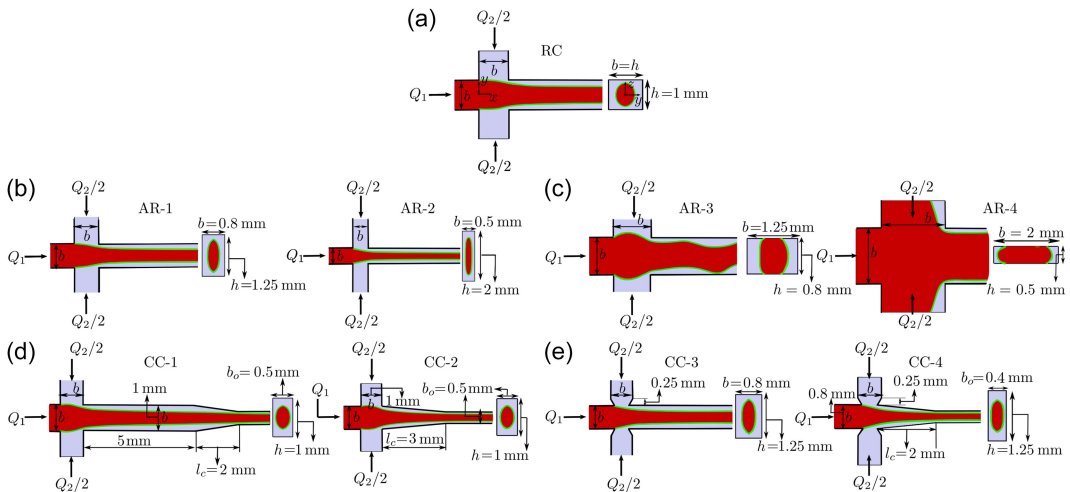 (a)
Q₂/2
RC
b
b=h
y
z
Q₁
b
x
y
h=1 mm
Q₂/2
(b)
Q₂/2
AR-1
b=0.8 mm
b
Q₁
b
h=1.25 mm
Q₂/2
Q₂/2
AR-2
b=0.5 mm
b
Q₁
b
h=2 mm
Q₂/2
(c)
Q₂/2
AR-3
b=1.25 mm
b
Q₁
b
h = 0.8 mm
Q₂/2
Q₂/2
AR-4
b
b = 2 mm
Q₁
b
h = 0.5 mm
Q₂/2
(d)
Q₂/2
CC-1
bₒ= 0.5 mm
b
1 mm
Q₁
b
b
5 mm
l_c= 2 mm
h=1 mm
Q₂/2
Q₂/2
CC-2
Q₁
bₒ=0.5 mm
b
1 mm
b
l_c=3 mm
h=1 mm
Q₂/2
(e)
Q₂/2
CC-3
b
0.25 mm
b=0.8 mm
Q₁
b
h=1.25 mm
Q₂/2
Q₂/2
CC-4
b
0.25 mm
bₒ=0.4 mm
0.8 mm
Q₁
b
l_c=2 mm
h=1.25 mm
Q₂/2